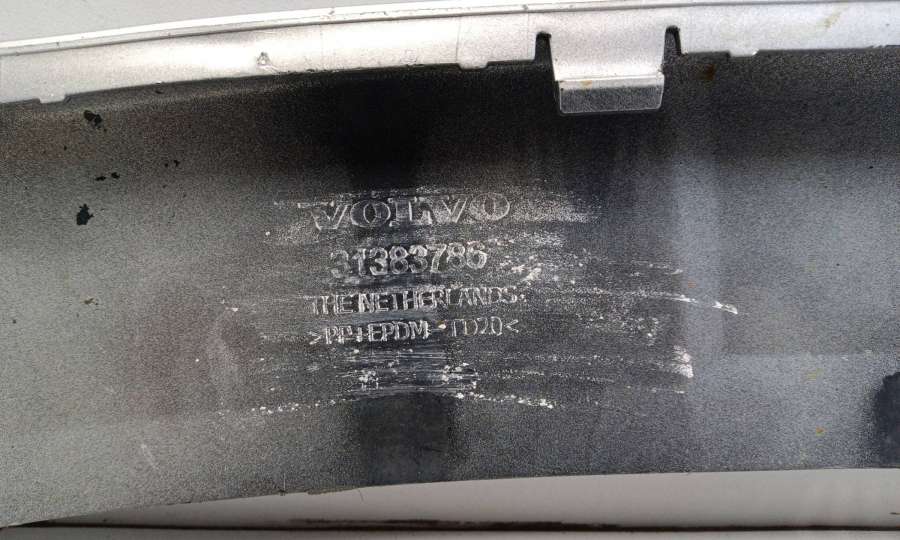 VOLVO
31383786
THE NETHERLANDS
>PP+EPDM-TD20<